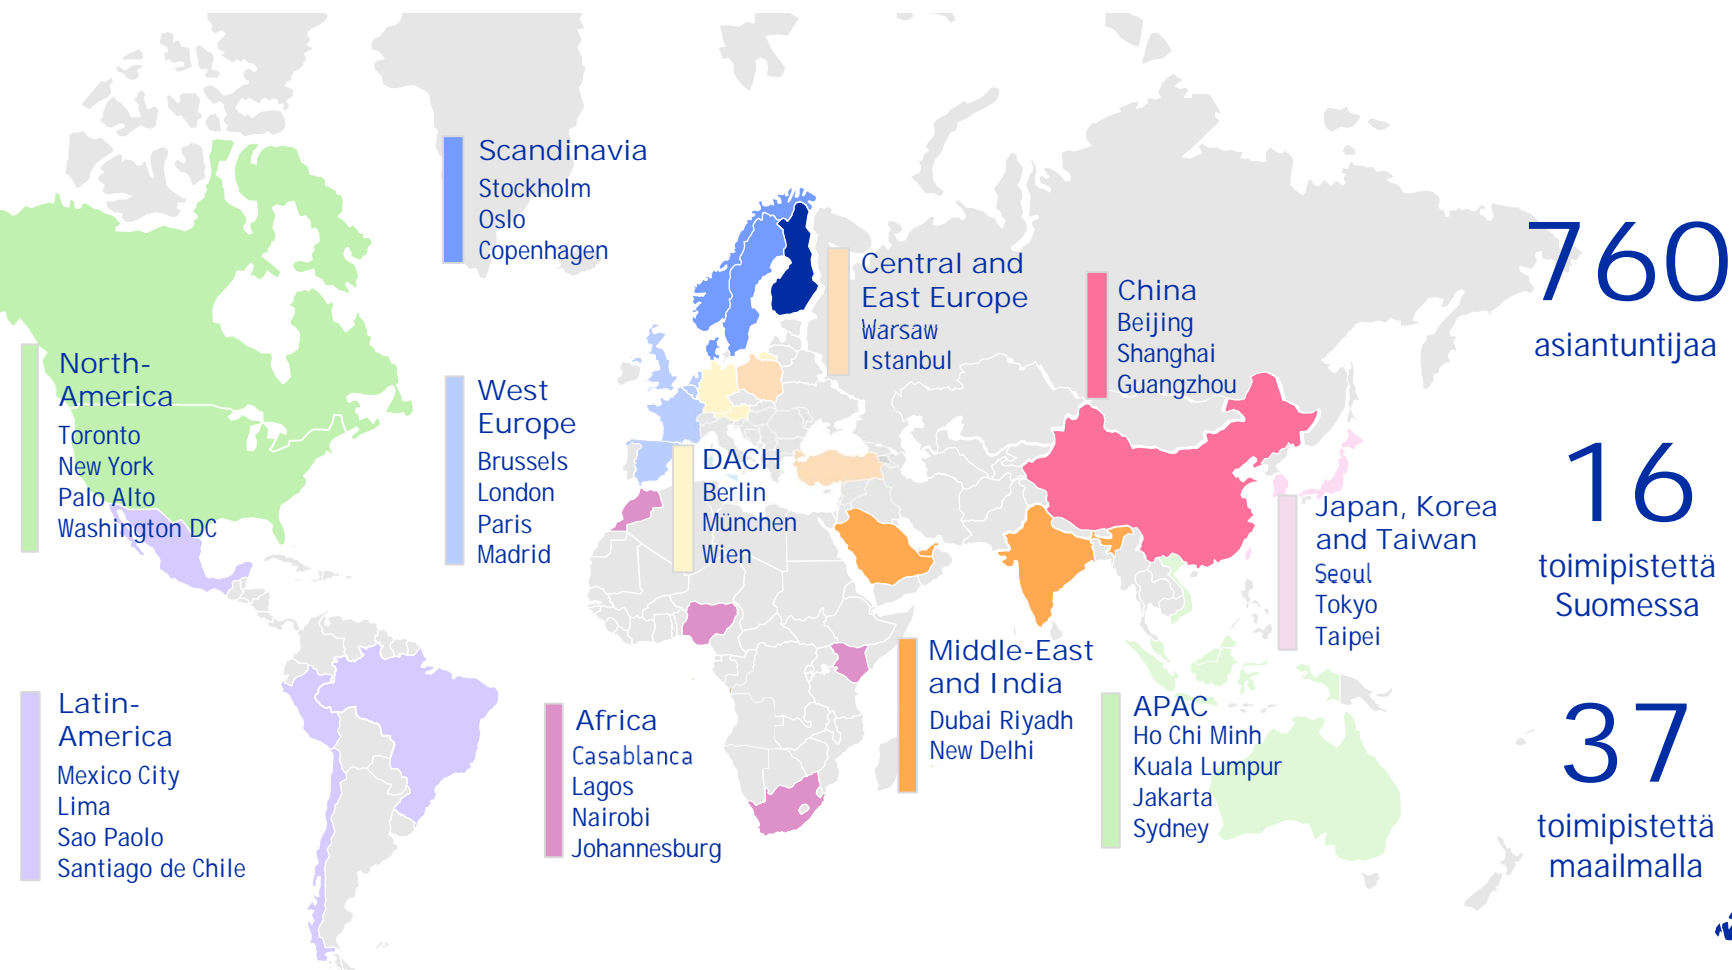 Scandinavia
Stockholm
Oslo
Copenhagen
Central and
East Europe
Warsaw
Istanbul
China
Beijing
Shanghai
Guangzhou
760
asiantuntijaa
North-
America
Toronto
New York
Palo Alto
Washington DC
West
Europe
Brussels
London
Paris
Madrid
DACH
Berlin
München
Wien
Japan, Korea
and Taiwan
Seoul
Tokyo
Taipei
16
toimipistettä
Suomessa
Latin-
America
Mexico City
Lima
Sao Paolo
Santiago de Chile
Africa
Casablanca
Lagos
Nairobi
Johannesburg
Middle-East
and India
Dubai Riyadh
New Delhi
APAC
Ho Chi Minh
Kuala Lumpur
Jakarta
Sydney
37
toimipistettä
maailmalla